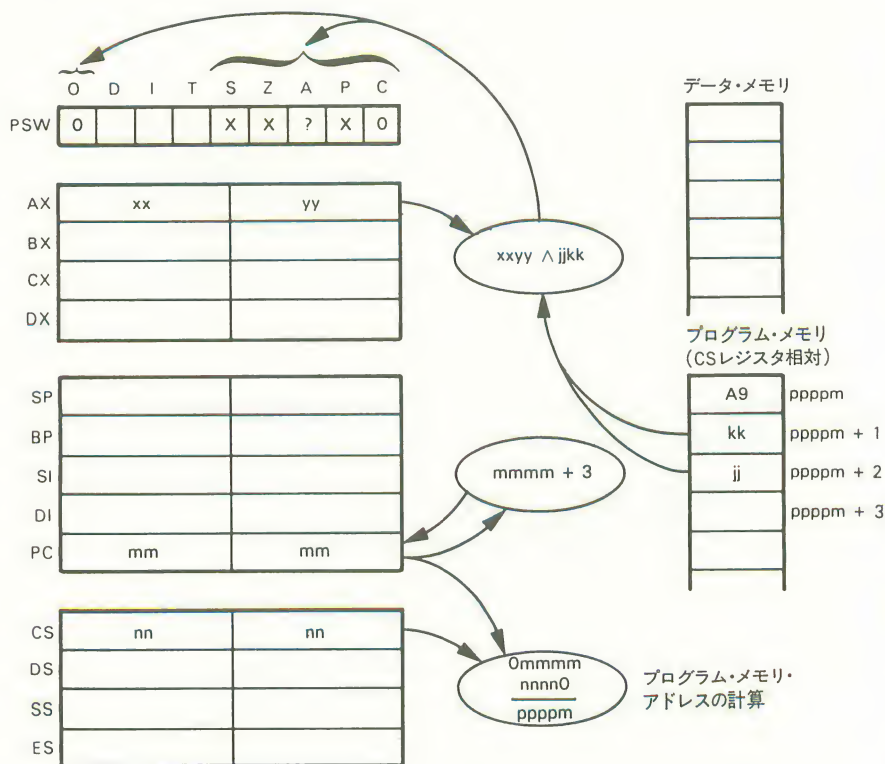 O D I T S Z A P C
PSW 0 X X ? X 0
データ・メモリ
AX xx yy
BX
CX
DX
xxyy ∧ jjkk
プログラム・メモリ
(CSレジスタ相対)
A9 ppppm
kk ppppm + 1
jj ppppm + 2
ppppm + 3
SP
BP
SI
DI
PC mm mm
mmmm + 3
CS nn nn
DS
SS
ES
0mmmm
nnnn0
ppppm
プログラム・メモリ・
アドレスの計算